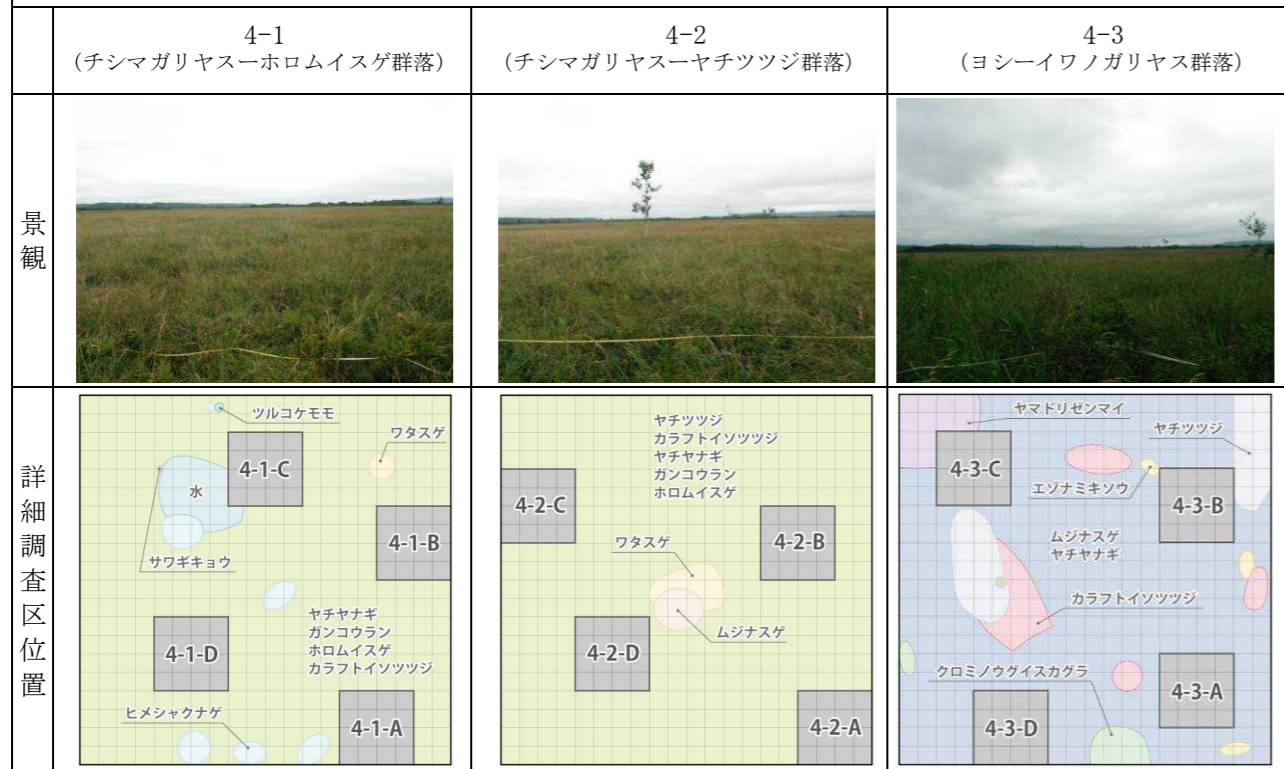 4-1
（チシマガリヤスーホロムイスゲ群落）
4-2
（チシマガリヤスーヤチツツジ群落）
4-3
（ヨシーイワノガリヤス群落）
景観
詳細調査区位置
ツルコケモモ
ワタスゲ
4-1-C
水
4-1-B
サワギキョウ
ヤチヤナギ
ガンコウラン
ホロムイスゲ
カラフトイソツツジ
4-1-D
ヒメシャクナゲ
4-1-A
ヤチツツジ
カラフトイソツツジ
ヤチヤナギ
ガンコウラン
ホロムイスゲ
4-2-C
ワタスゲ
4-2-B
ムジナスゲ
4-2-D
4-2-A
ヤマドリゼンマイ
ヤチツツジ
4-3-C
エゾナミキソウ
4-3-B
ムジナスゲ
ヤチヤナギ
カラフトイソツツジ
クロミノウグイスカグラ
4-3-A
4-3-D